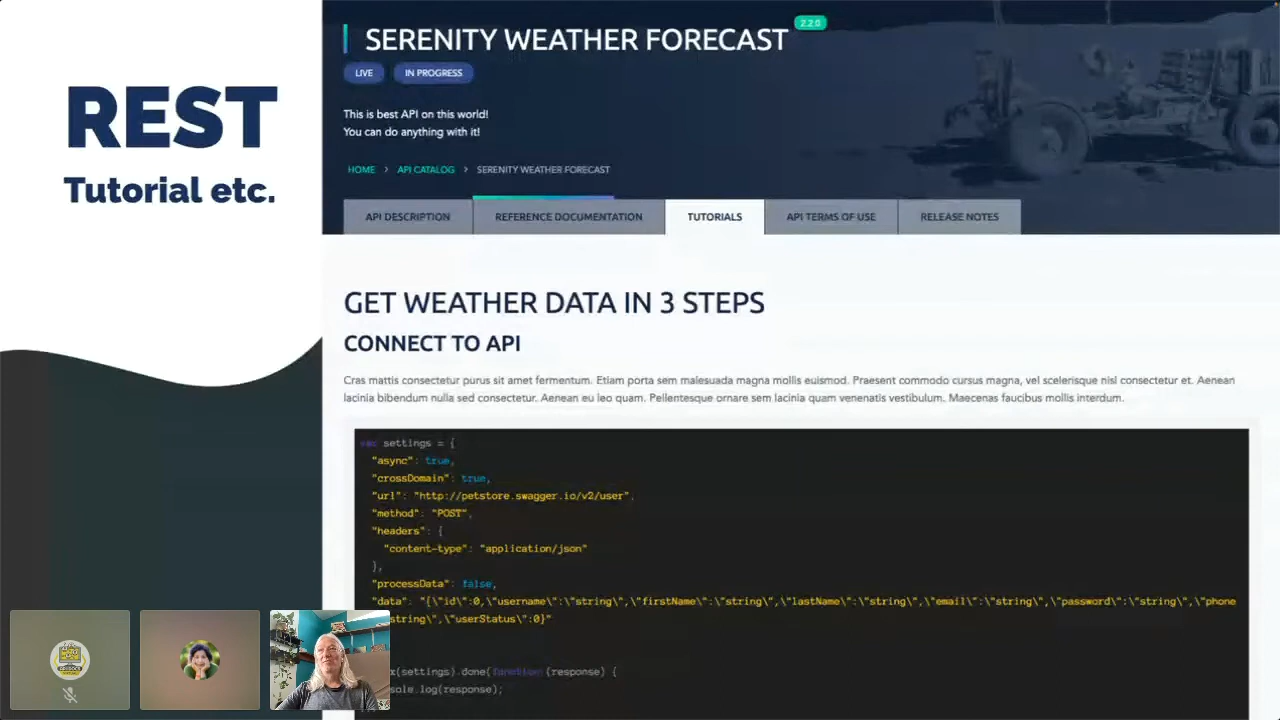 REST
Tutorial etc.
SERENITY WEATHER FORECAST 2.2.0
LIVE IN PROGRESS
This is best API on this world!
You can do anything with it!
HOME > API CATALOG > SERENITY WEATHER FORECAST
API DESCRIPTION REFERENCE DOCUMENTATION TUTORIALS API TERMS OF USE RELEASE NOTES
GET WEATHER DATA IN 3 STEPS
CONNECT TO API
Cras mattis consectetur purus sit amet fermentum. Etiam porta sem malesuada magna mollis euismod. Praesent commodo cursus magna, vel scelerisque nisl consectetur et. Aenean
lacinia bibendum nulla sed consectetur. Aenean eu leo quam. Pellentesque ornare sem lacinia quam venenatis vestibulum. Maecenas faucibus mollis interdum.
var settings = {
"async": true,
"crossDomain": true,
"url": "http://petstore.swagger.io/v2/user",
"method": "POST",
"headers": {
"content-type": "application/json"
},
"processData": false,
"data": "{\"id\":0,\"username\":\"string\",\"firstName\":\"string\",\"lastName\":\"string\",\"email\":\"string\",\"password\":\"string\",\"phone
string\",\"userStatus\":0}"
x(settings).done(function (response) {
sole.log(response);